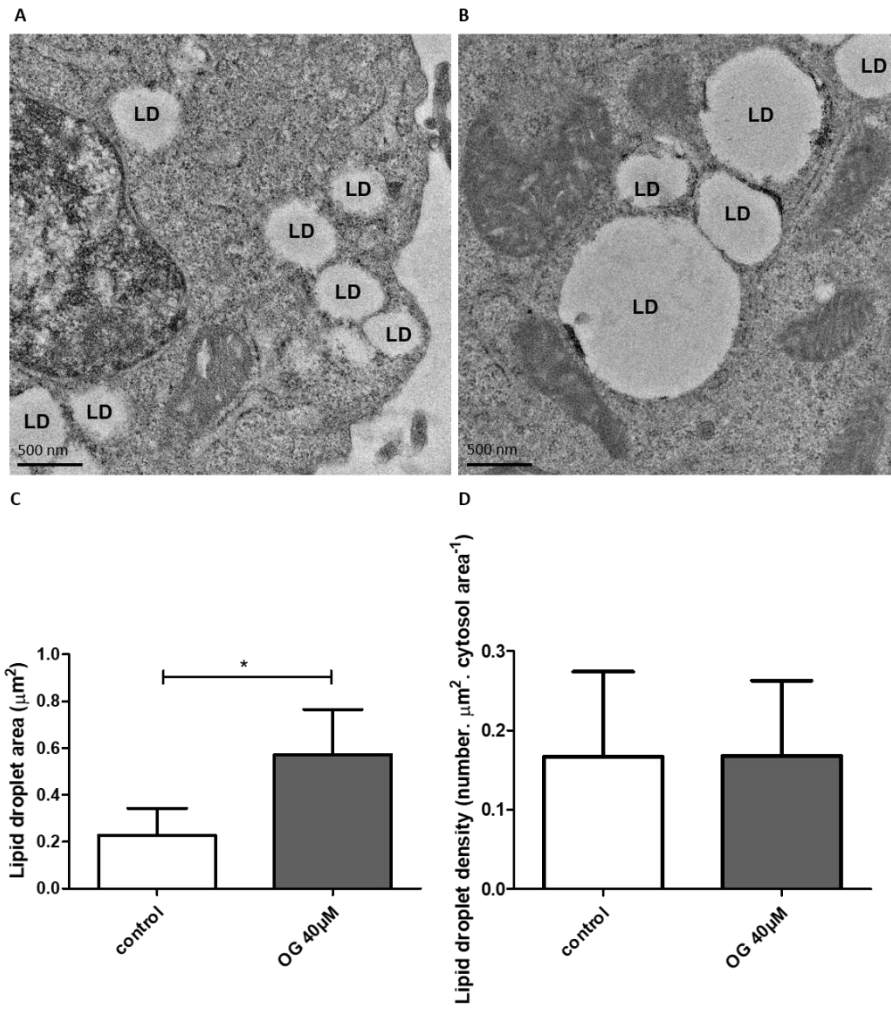 A
LD
LD
LD
LD
LD
LD
LD
500 nm
B
LD
LD
LD
LD
LD
500 nm
C
Lipid droplet area (μm²)
1.0
0.8
0.6
0.4
0.2
0.0
*
control
OG 40μM
D
Lipid droplet density (number. μm². cytosol area⁻¹)
0.3
0.2
0.1
0.0
control
OG 40μM